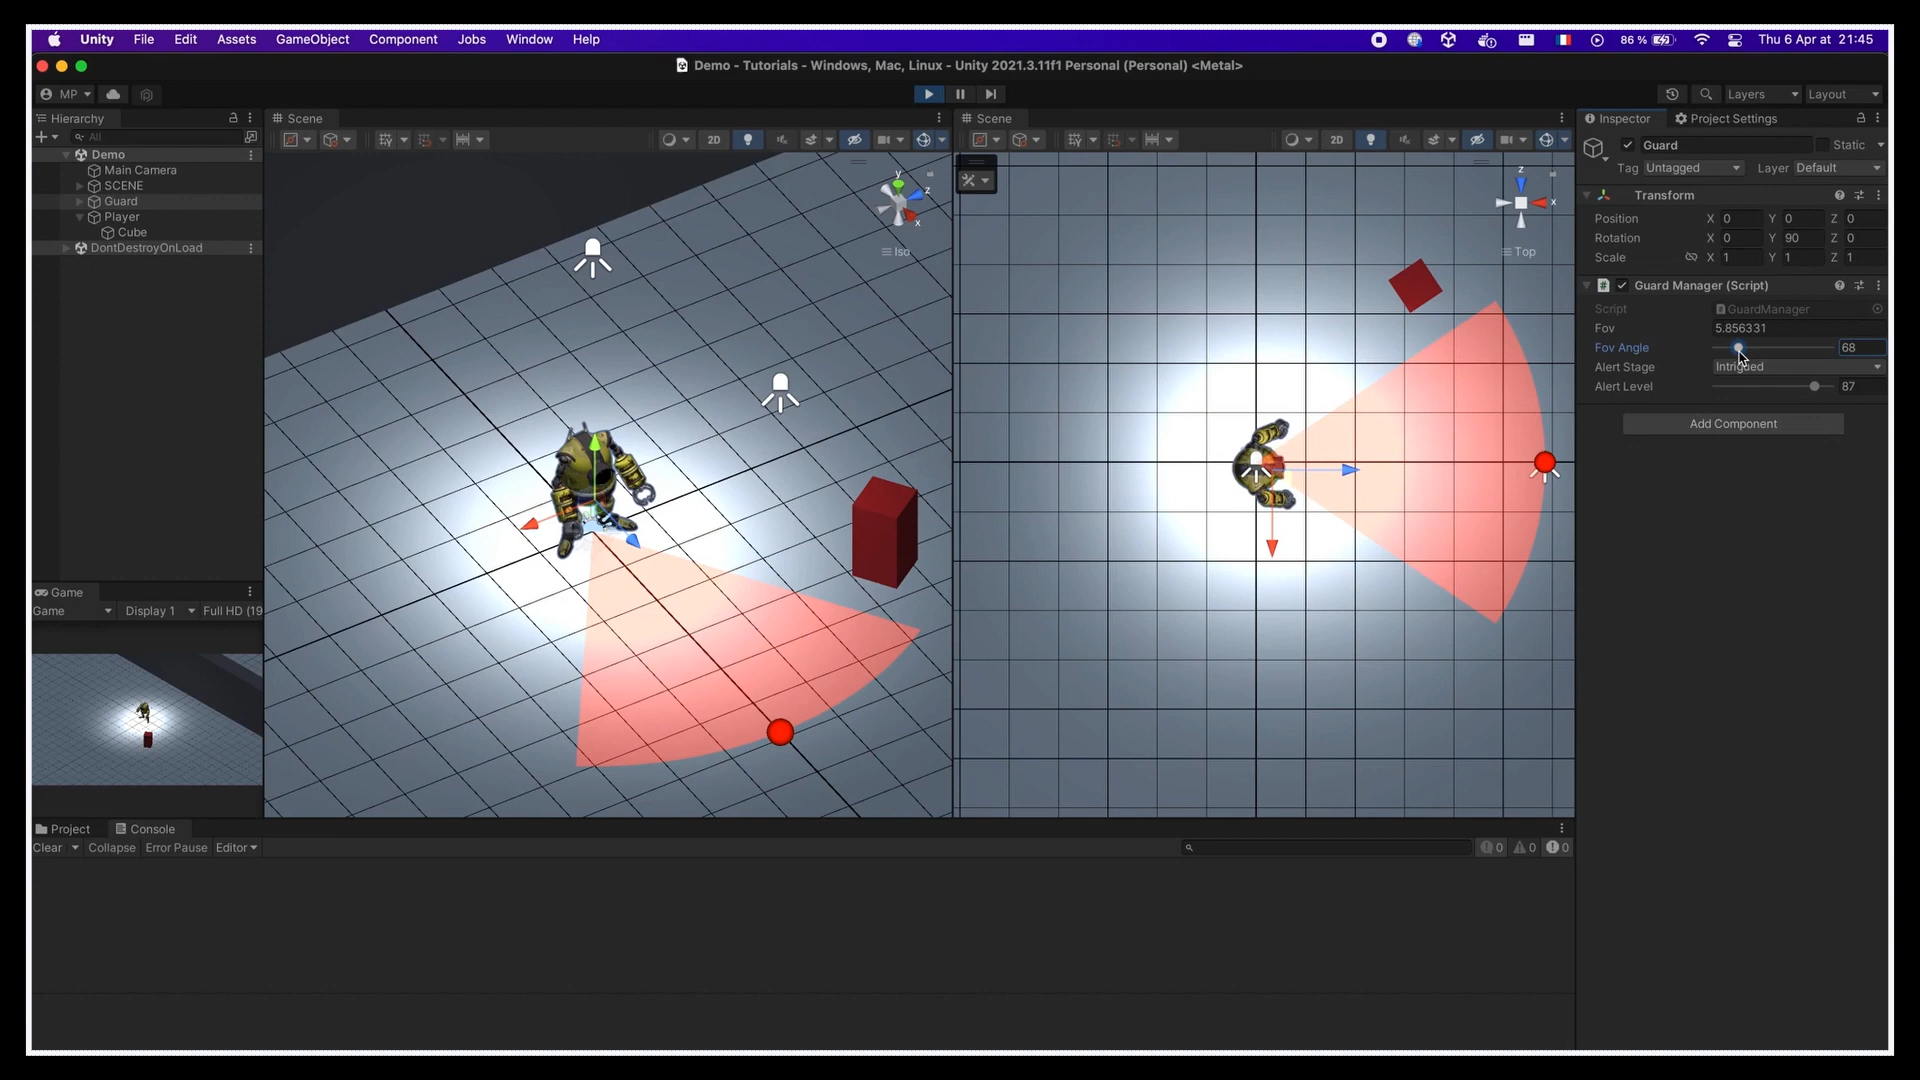 Unity File Edit Assets GameObject Component Jobs Window Help 86 % Thu 6 Apr at 21:45
Demo - Tutorials - Windows, Mac, Linux - Unity 2021.3.11f1 Personal (Personal) <Metal>
MP Layers Layout
Hierarchy
All
Demo
Main Camera
SCENE
Guard
Player
Cube
DontDestroyOnLoad
Game
Game Display 1 Full HD (19
Scene
2D
y
z
x
Iso
Scene
2D
z
x
Top
Inspector Project Settings
Guard Static
Tag Untagged Layer Default
Transform
Position X 0 Y 0 Z 0
Rotation X 0 Y 90 Z 0
Scale X 1 Y 1 Z 1
# Guard Manager (Script)
Script GuardManager
Fov 5.856331
Fov Angle 68
Alert Stage Intrigued
Alert Level 87
Add Component
Project Console
Clear Collapse Error Pause Editor 0 0 0